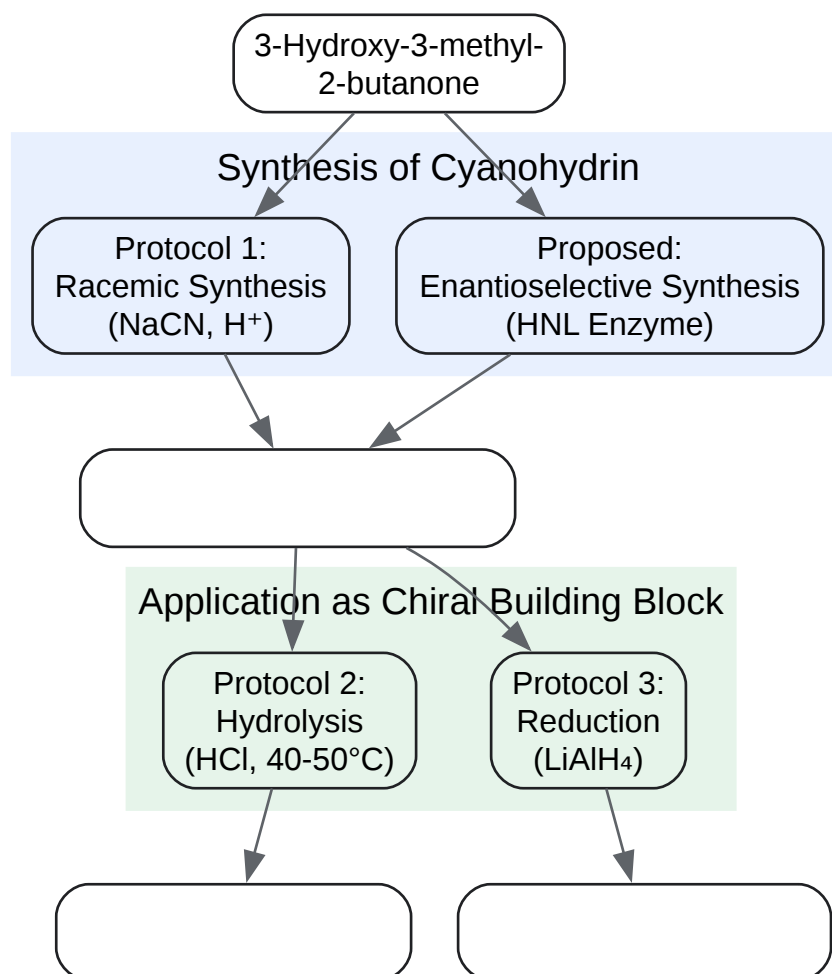 3-Hydroxy-3-methyl-
2-butanone
Synthesis of Cyanohydrin
Protocol 1:
Racemic Synthesis
(NaCN, H⁺)
Proposed:
Enantioselective Synthesis
(HNL Enzyme)
Application as Chiral Building Block
Protocol 2:
Hydrolysis
(HCl, 40-50°C)
Protocol 3:
Reduction
(LiAlH₄)